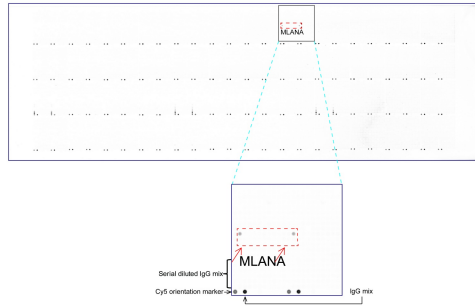 MLANA
MLANA
Serial diluted IgG mix
Cy5 orientation marker
IgG mix